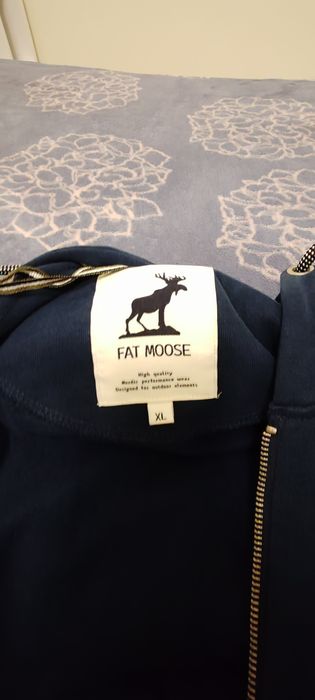 FAT MOOSE
High quality
Nordic performance wear
Designed for outdoor elements
XL